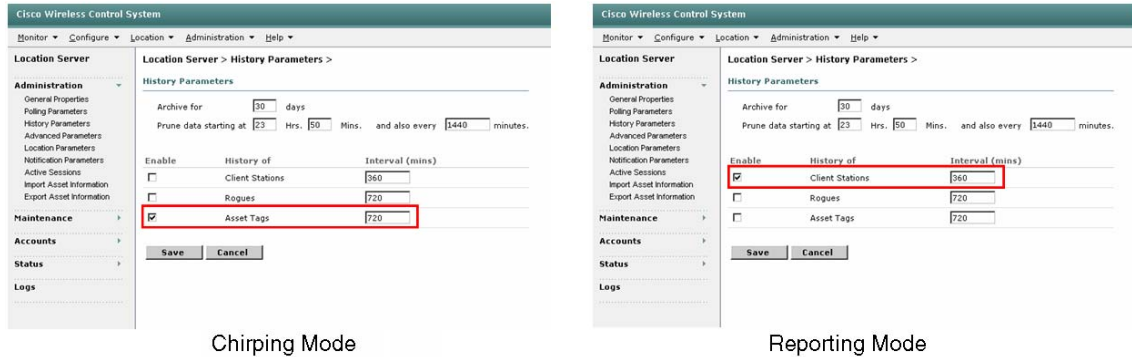 Cisco Wireless Control System
Monitor Configure Location Administration Help
Location Server
Administration
General Properties
Polling Parameters
History Parameters
Advanced Parameters
Location Parameters
Notification Parameters
Active Sessions
Import Asset Information
Export Asset Information
Maintenance
Accounts
Status
Logs
Location Server > History Parameters >
History Parameters
Archive for 30 days
Prune data starting at 23 Hrs. 50 Mins. and also every 1440 minutes.
Enable History of Interval (mins)
Client Stations 360
Rogues 720
Asset Tags 720
Save Cancel
Chirping Mode
Cisco Wireless Control System
Monitor Configure Location Administration Help
Location Server
Administration
General Properties
Polling Parameters
History Parameters
Advanced Parameters
Location Parameters
Notification Parameters
Active Sessions
Import Asset Information
Export Asset Information
Maintenance
Accounts
Status
Logs
Location Server > History Parameters >
History Parameters
Archive for 30 days
Prune data starting at 23 Hrs. 50 Mins. and also every 1440 minutes.
Enable History of Interval (mins)
Client Stations 360
Rogues 720
Asset Tags 720
Save Cancel
Reporting Mode